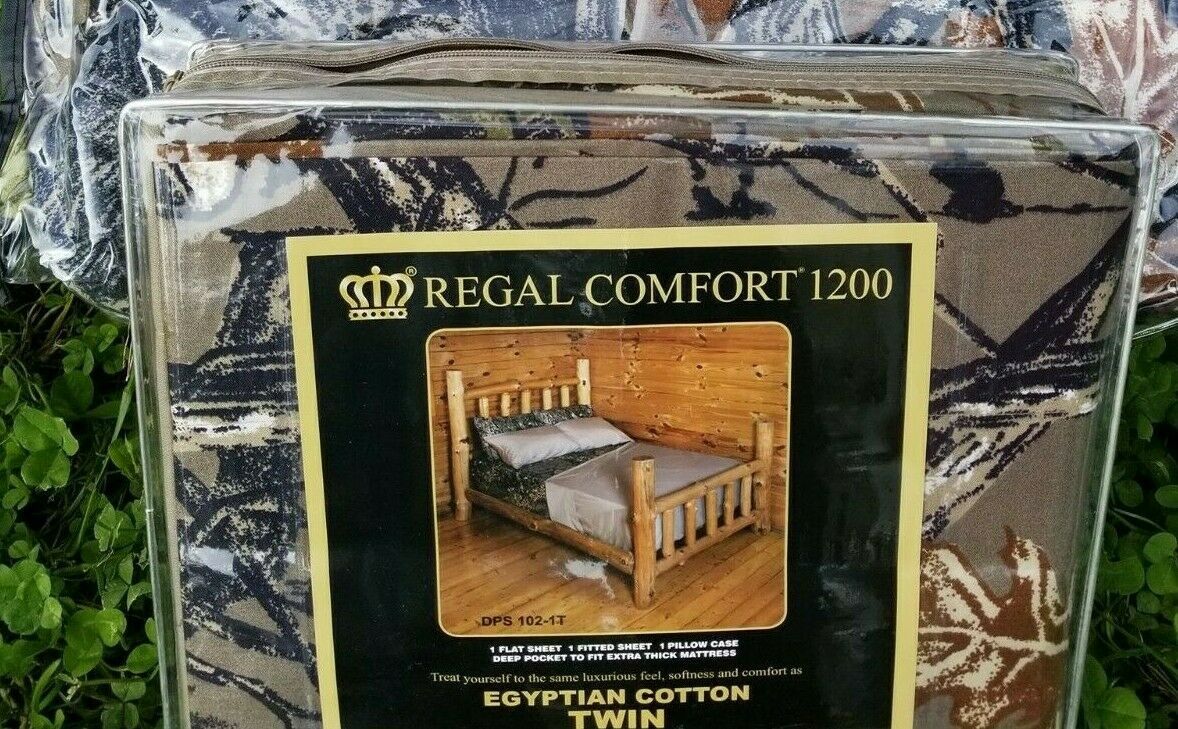 REGAL COMFORT® 1200
DPS 102-1T
1 FLAT SHEET 1 FITTED SHEET 1 PILLOW CASE
DEEP POCKET TO FIT EXTRA THICK MATTRESS
Treat yourself to the same luxurious feel, softness and comfort as
EGYPTIAN COTTON
TWIN